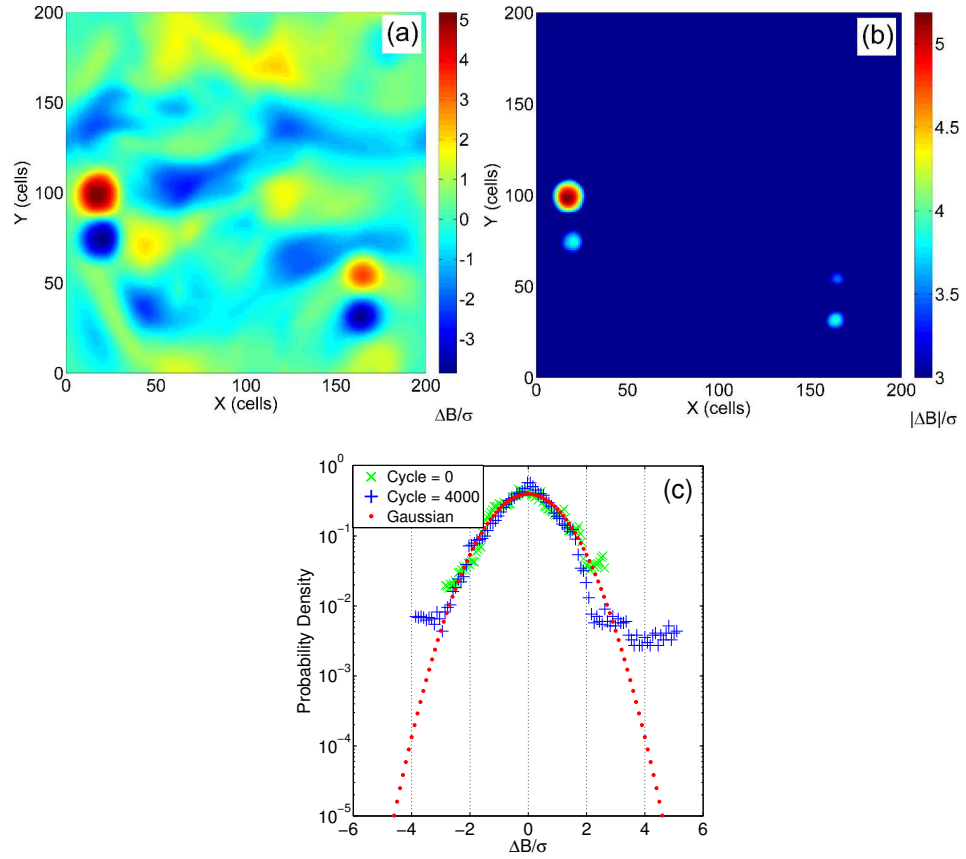 (a)
200
150
100
50
0
Y (cells)
0 50 100 150 200
X (cells)
5
4
3
2
1
0
-1
-2
-3
ΔB/σ
(b)
200
150
100
50
0
Y (cells)
0 50 100 150 200
X (cells)
5
4.5
4
3.5
3
|ΔB|/σ
(c)
Cycle = 0
Cycle = 4000
Gaussian
10⁰
10⁻¹
10⁻²
10⁻³
10⁻⁴
10⁻⁵
Probability Density
−6 −4 −2 0 2 4 6
ΔB/σ